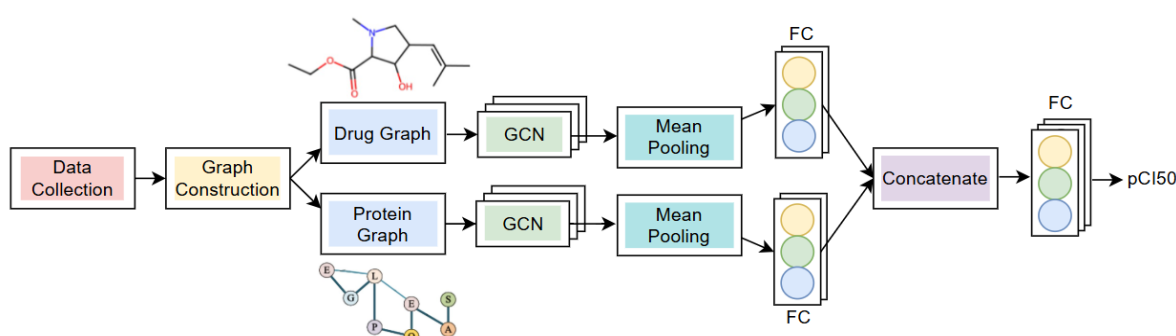 N
O
O
OH
FC
Drug Graph
GCN
Mean
Pooling
FC
Data
Collection
Graph
Construction
Concatenate
pCI50
Protein
Graph
GCN
Mean
Pooling
FC
E
L
G
E
S
P
A